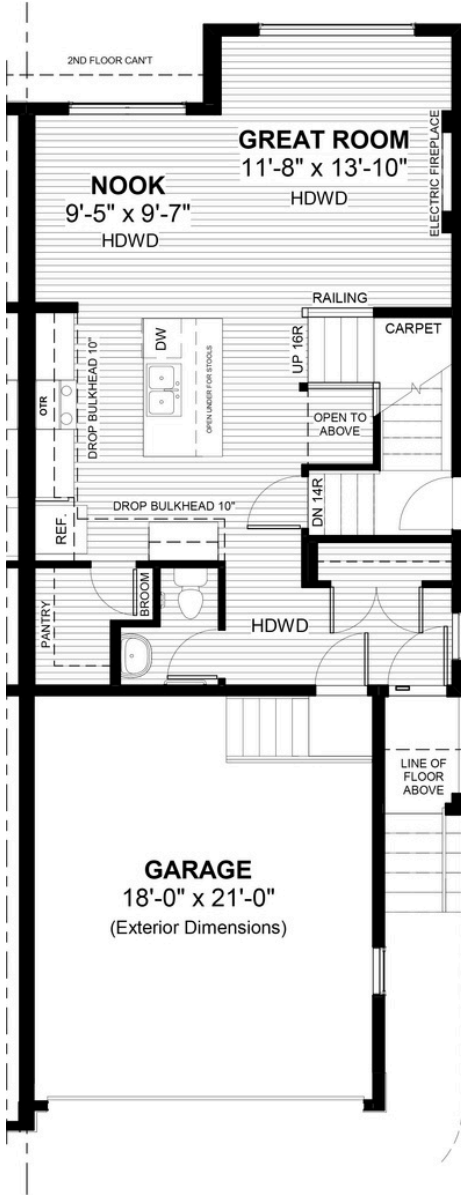 2ND FLOOR CAN'T
GREAT ROOM
11'-8" x 13'-10"
HDWD
ELECTRIC FIREPLACE
NOOK
9'-5" x 9'-7"
HDWD
RAILING
UP 16R
CARPET
DW
OPEN UNDER FOR STOOLS
DROP BULKHEAD 10"
OTR
OPEN TO
ABOVE
DN 14R
DROP BULKHEAD 10"
REF.
PANTRY
BROOM
HDWD
LINE OF
FLOOR
ABOVE
GARAGE
18'-0" x 21'-0"
(Exterior Dimensions)